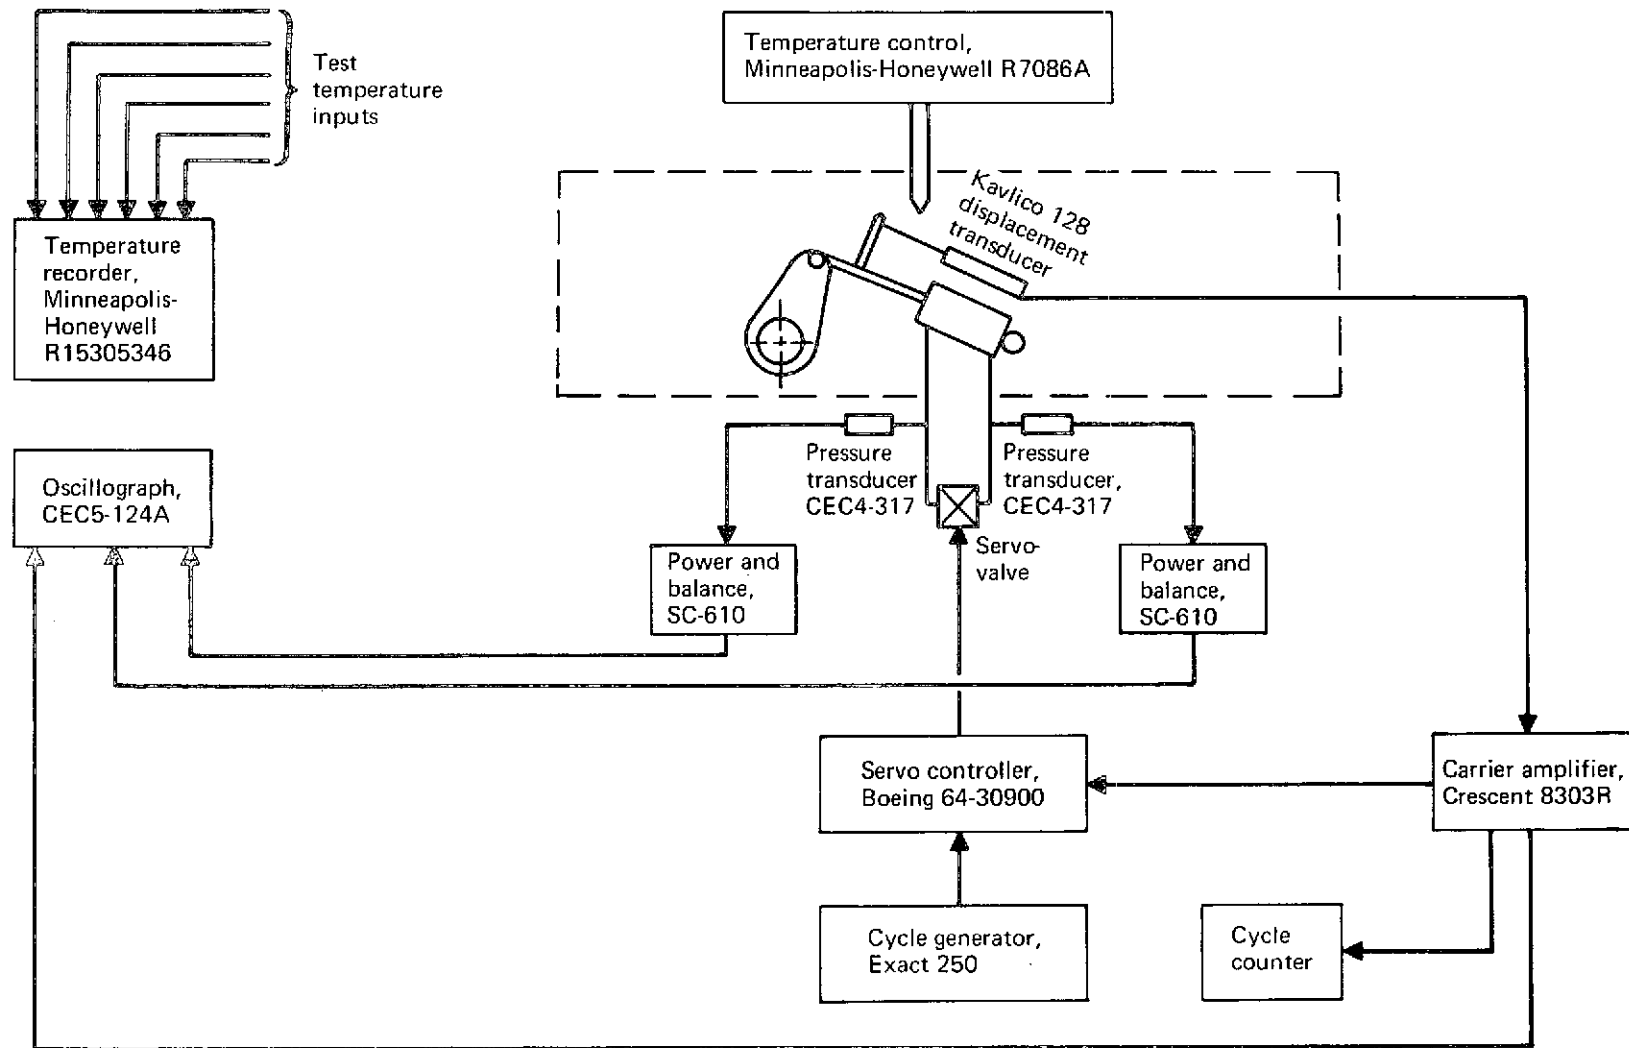 Test
temperature
inputs
Temperature control,
Minneapolis-Honeywell R7086A
Kavlico 128
displacement
transducer
Temperature
recorder,
Minneapolis-
Honeywell
R15305346
Pressure
transducer
CEC4-317
Pressure
transducer,
CEC4-317
Oscillograph,
CEC5-124A
Servo-
valve
Power and
balance,
SC-610
Power and
balance,
SC-610
Servo controller,
Boeing 64-30900
Carrier amplifier,
Crescent 8303R
Cycle generator,
Exact 250
Cycle
counter